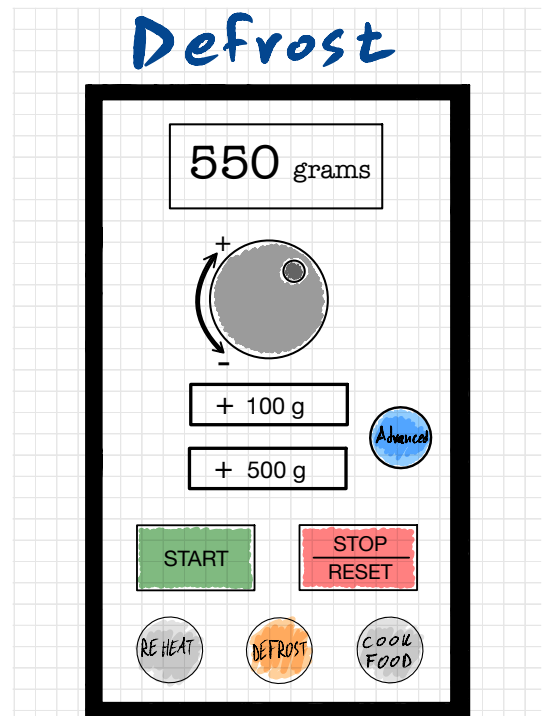 Defrost
550 grams
+
-
+ 100 g
Advanced
+ 500 g
START
STOP
RESET
REHEAT
DEFROST
COOK
FOOD